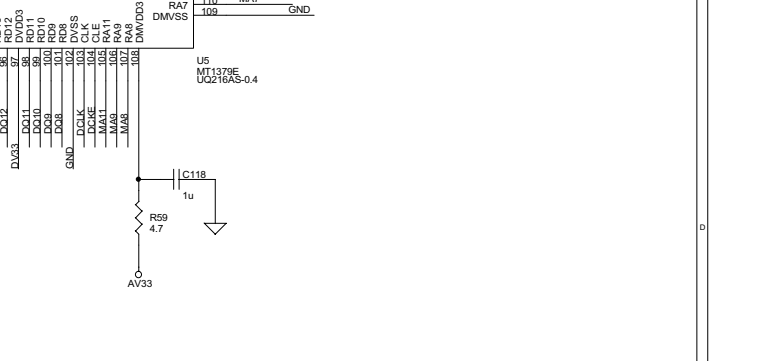 RA7 110 MA7
DMVSS 109 GND
RD12
DVDD3
RD11
RD10
RD9
RD8
DVSS
CLK
CLE
RA11
RA9
RA8
DMVDD3
96
97
98
99
100
101
102
103
104
105
106
107
108
U5
MT1379E
UQ216AS-0.4
DQ12
DV33
DQ11
DQ10
DQ9
DQ8
GND
DCLK
DCKE
MA11
MA9
MA8
C118
1u
R59
4.7
AV33
D